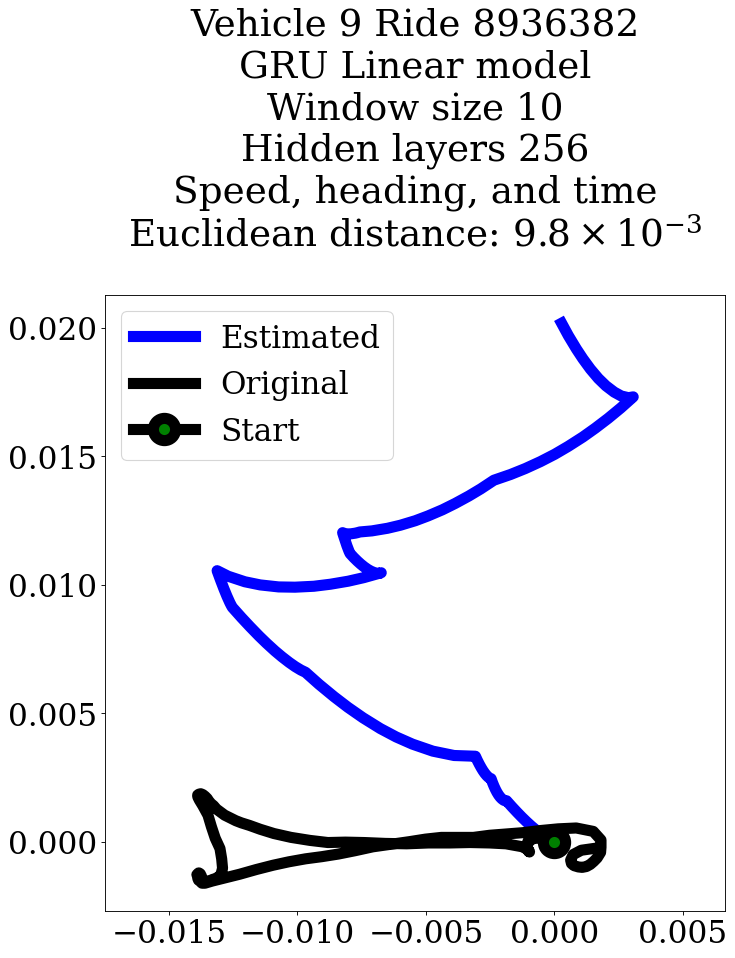 Vehicle 9 Ride 8936382
GRU Linear model
Window size 10
Hidden layers 256
Speed, heading, and time
Euclidean distance: 9.8 × 10⁻³
Estimated
Original
Start
0.020
0.015
0.010
0.005
0.000
−0.015 −0.010 −0.005 0.000 0.005